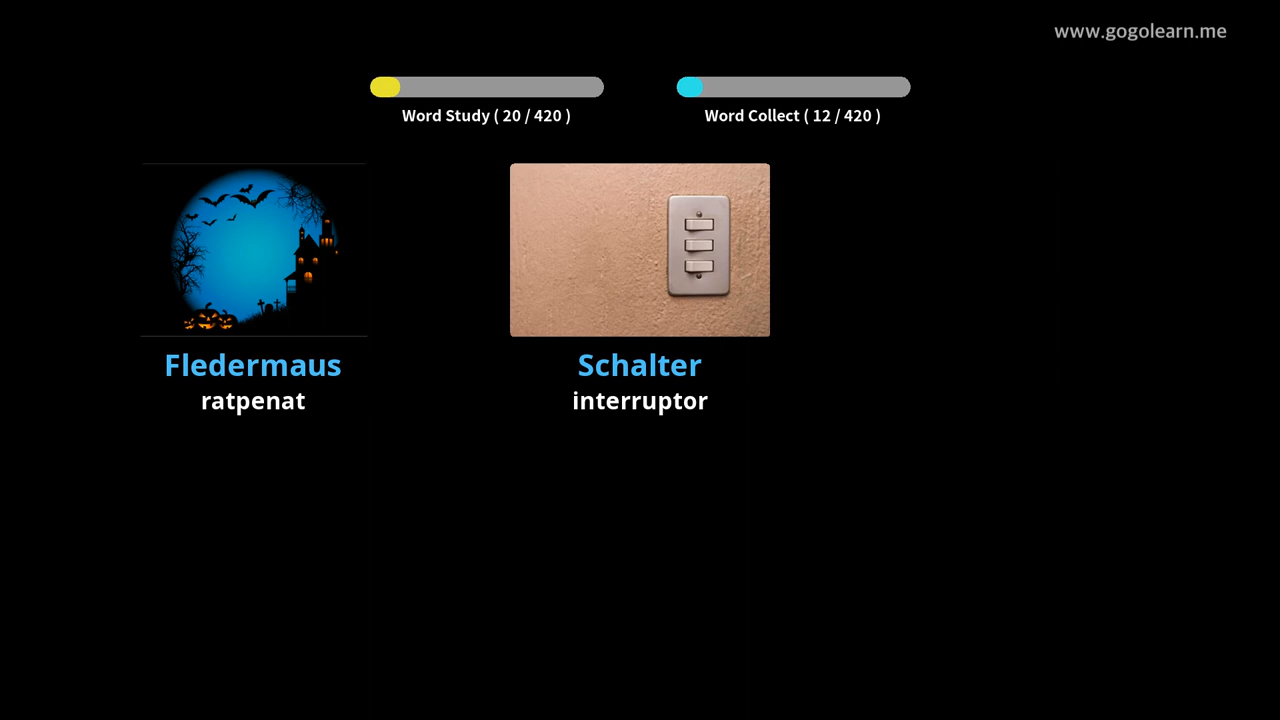 www.gogolearn.me
Word Study ( 20 / 420 )
Word Collect ( 12 / 420 )
Fledermaus
ratpenat
Schalter
interruptor